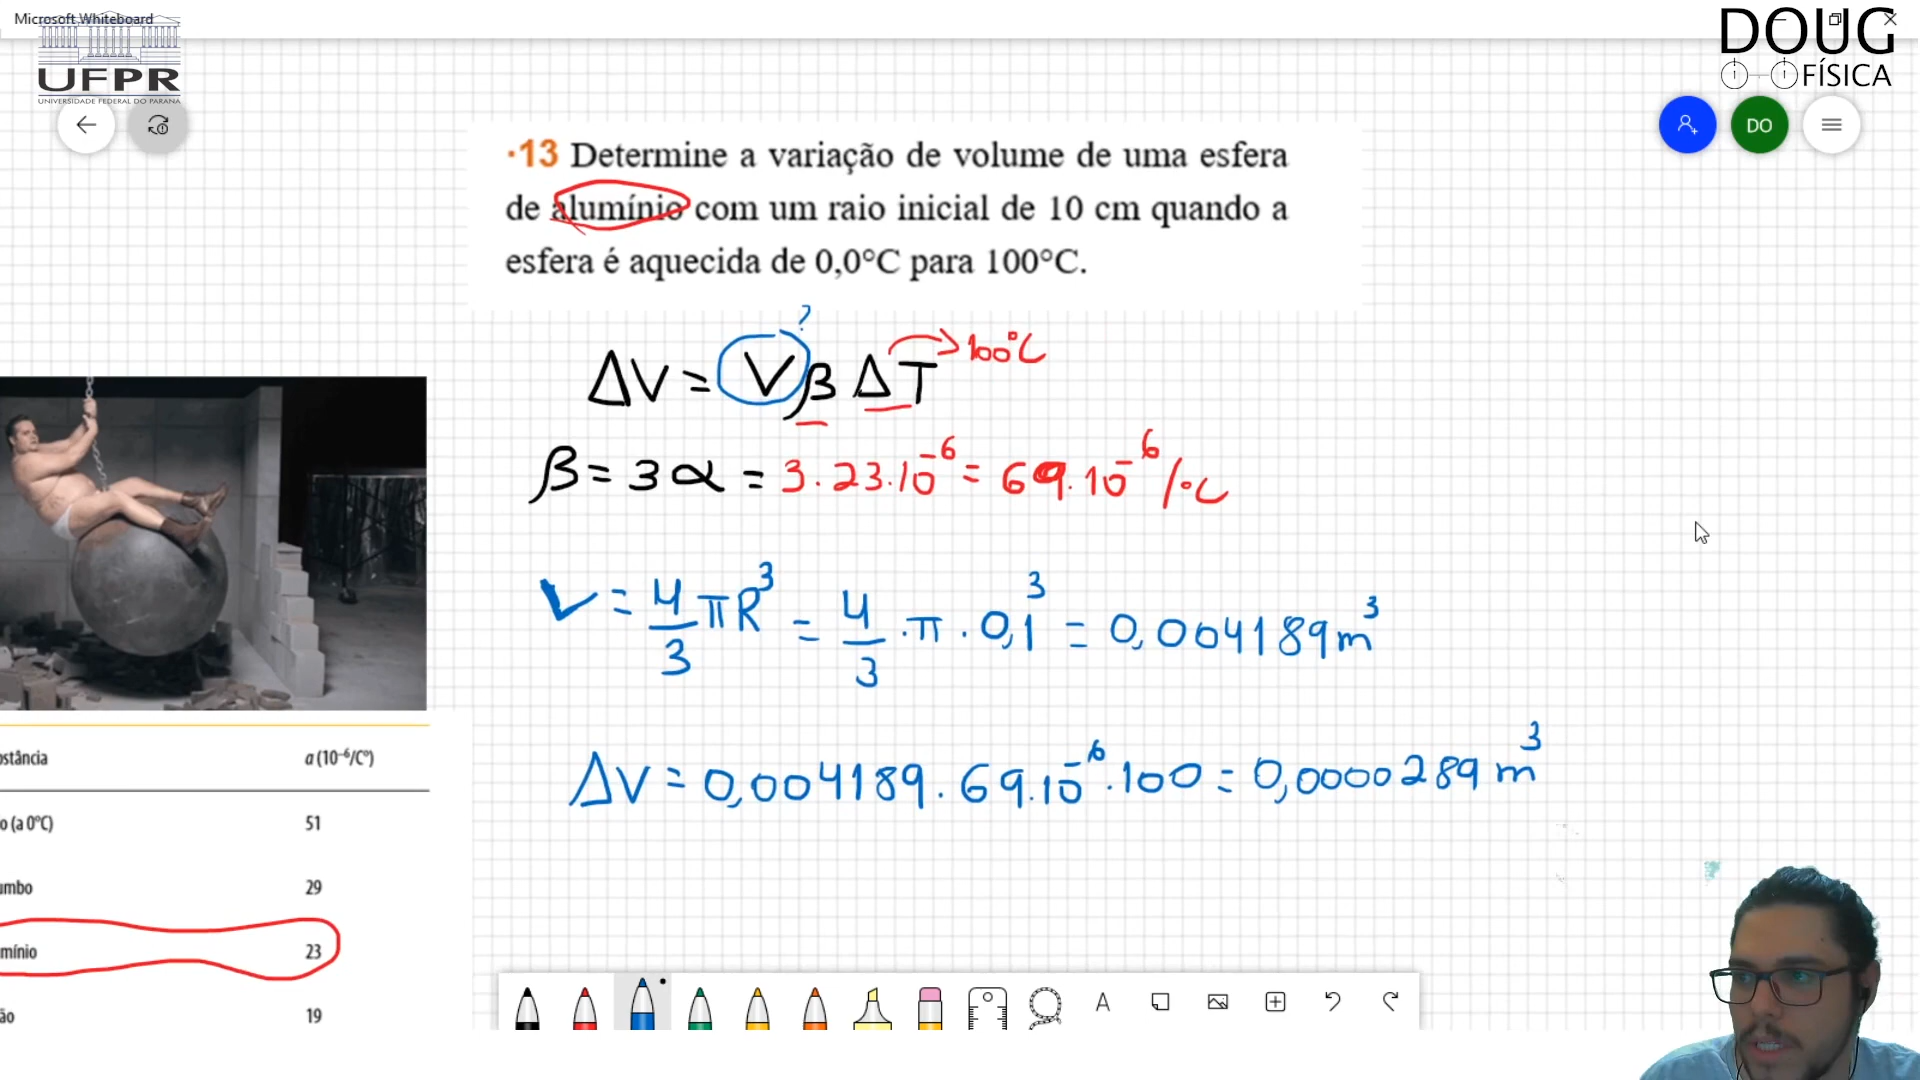 Microsoft Whiteboard
UFPR
UNIVERSIDADE FEDERAL DO PARANÁ
DOUG
FÍSICA
DO
·13 Determine a variação de volume de uma esfera
de alumínio com um raio inicial de 10 cm quando a
esfera é aquecida de 0,0°C para 100°C.
?
ΔV = V β ΔT → 100°C
β = 3α = 3.23.10⁻⁶ = 69.10⁻⁶/°C
V = 4/3 πR³ = 4/3 . π . 0,1³ = 0,004189 m³
ΔV = 0,004189 . 69.10⁻⁶ . 100 = 0,0000289 m³
ostância α (10⁻⁶/C°)
o (a 0°C) 51
umbo 29
mínio 23
ão 19
A